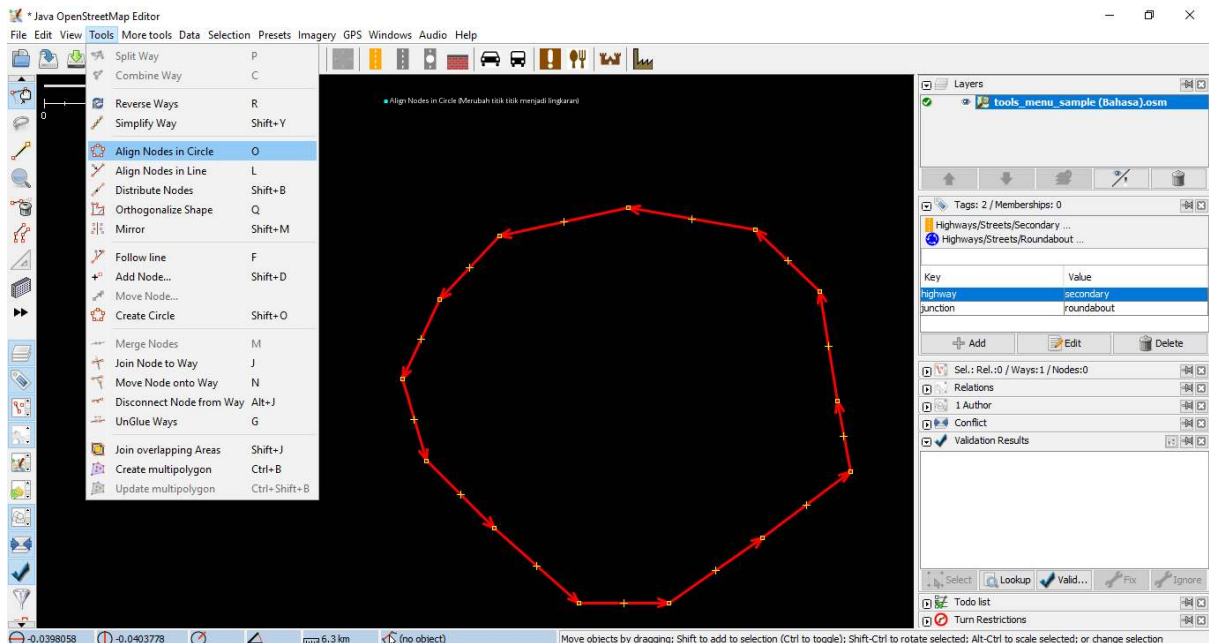 * Java OpenStreetMap Editor
File Edit View Tools More tools Data Selection Presets Imagery GPS Windows Audio Help
Split Way P
Combine Way C
Reverse Ways R
Simplify Way Shift+Y
Align Nodes in Circle O
Align Nodes in Line L
Distribute Nodes Shift+B
Orthogonalize Shape Q
Mirror Shift+M
Follow line F
Add Node... Shift+D
Move Node...
Create Circle Shift+O
Merge Nodes M
Join Node to Way J
Move Node onto Way N
Disconnect Node from Way Alt+J
UnGlue Ways G
Join overlapping Areas Shift+J
Create multipolygon Ctrl+B
Update multipolygon Ctrl+Shift+B
0
Align Nodes in Circle (Merubah titik titik menjadi lingkaran)
Layers
tools_menu_sample (Bahasa).osm
Tags: 2 / Memberships: 0
Highways/Streets/Secondary ...
Highways/Streets/Roundabout ...
Key Value
highway secondary
junction roundabout
Add Edit Delete
Sel.: Rel.:0 / Ways:1 / Nodes:0
Relations
1 Author
Conflict
Validation Results
Select Lookup Valid... Fix Ignore
Todo list
Turn Restrictions
-0.0398058 -0.0403778 6.3 km (no object) Move objects by dragging; Shift to add to selection (Ctrl to toggle); Shift-Ctrl to rotate selected; Alt-Ctrl to scale selected; or change selection